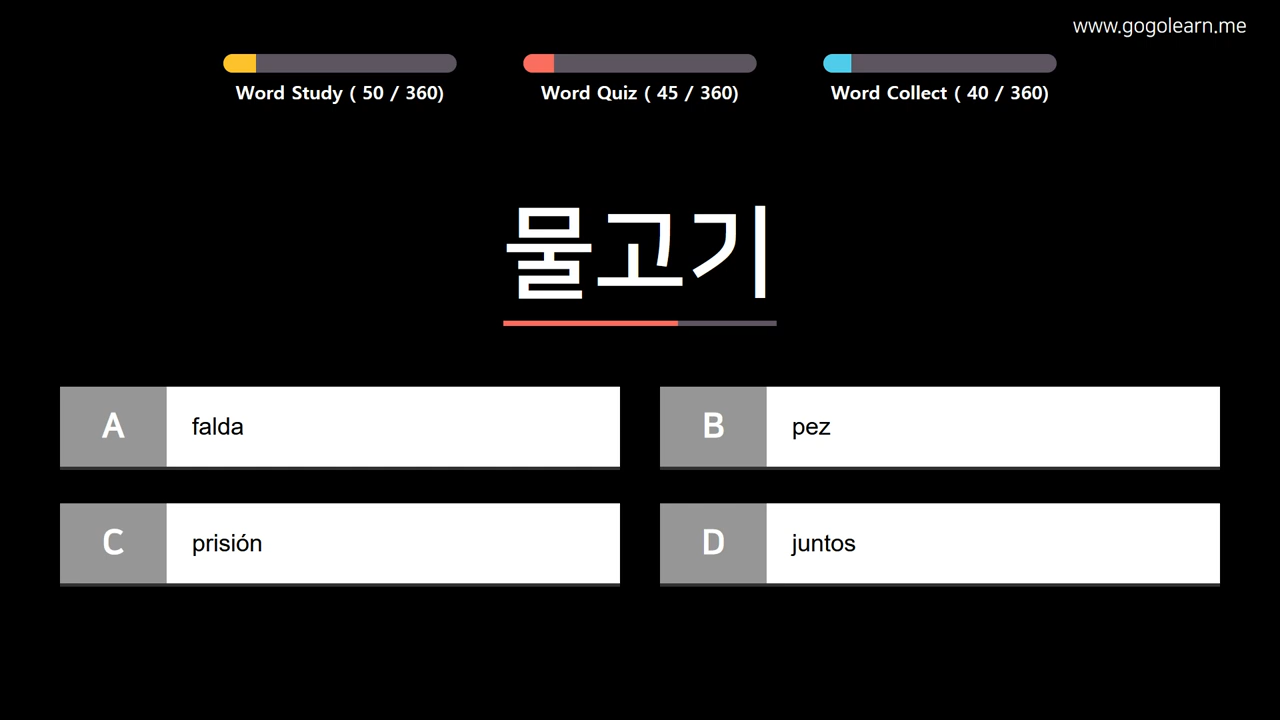 www.gogolearn.me
Word Study ( 50 / 360)
Word Quiz ( 45 / 360)
Word Collect ( 40 / 360)
물고기
A falda
B pez
C prisión
D juntos